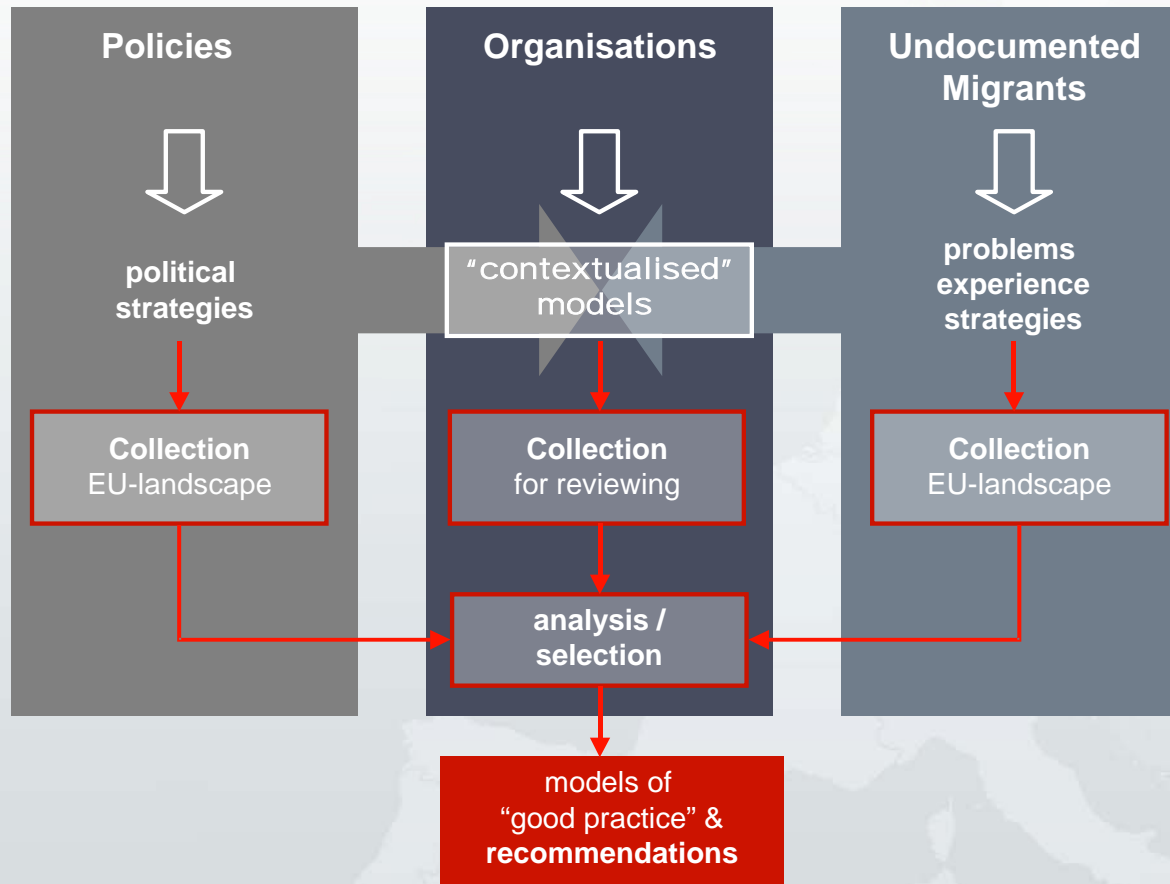 Policies
political
strategies
Collection
EU-landscape
Organisations
“contextualised”
models
Collection
for reviewing
analysis /
selection
models of
“good practice” &
recommendations
Undocumented
Migrants
problems
experience
strategies
Collection
EU-landscape